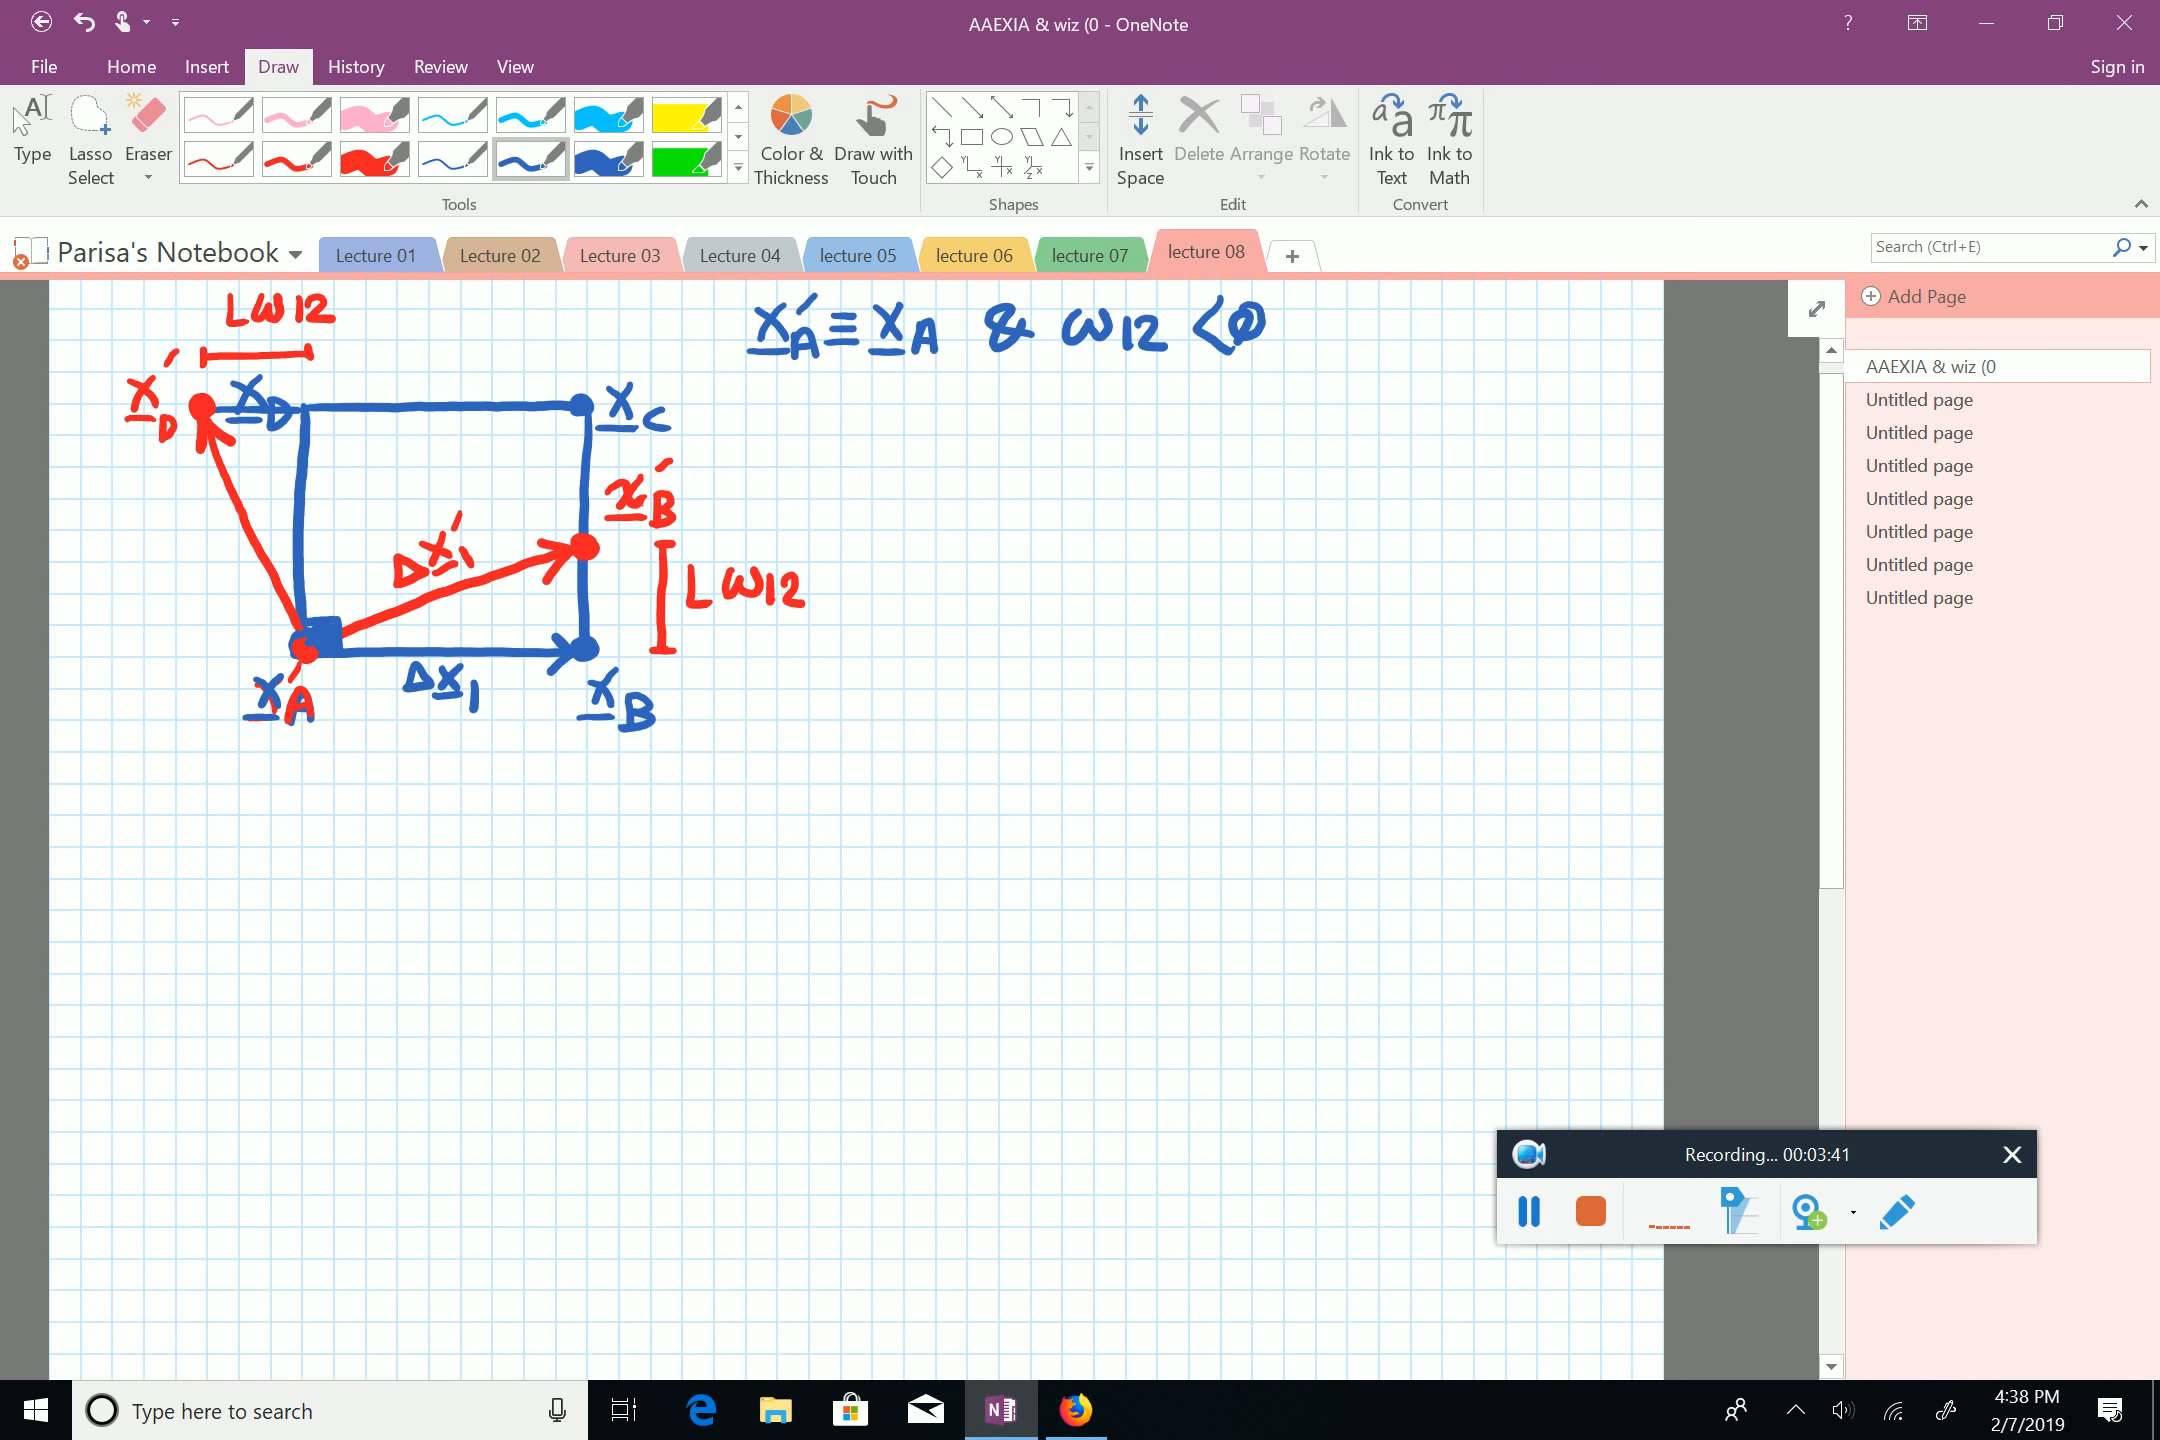 AAEXIA & wiz (0 - OneNote
?
File Home Insert Draw History Review View
Sign in
Type
Lasso Select
Eraser
Color & Thickness
Draw with Touch
Insert Space
Delete
Arrange
Rotate
Ink to Text
Ink to Math
Tools
Shapes
Edit
Convert
Parisa's Notebook
Lecture 01
Lecture 02
Lecture 03
Lecture 04
lecture 05
lecture 06
lecture 07
lecture 08
Search (Ctrl+E)
Add Page
AAEXIA & wiz (0
Untitled page
Untitled page
Untitled page
Untitled page
Untitled page
Untitled page
Untitled page
Lω12
x'A ≡ xA & ω12 <0
x'D
xD
xC
x'B
Δx'1
Lω12
x'A
Δx1
xB
Recording... 00:03:41
Type here to search
4:38 PM
2/7/2019